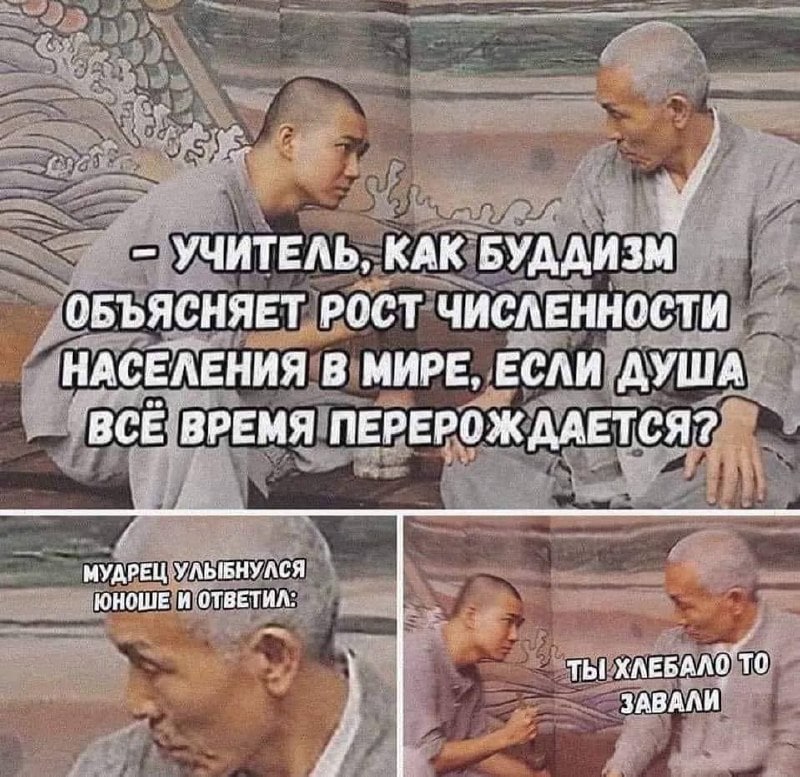 - УЧИТЕЛЬ, КАК БУДДИЗМ
ОБЪЯСНЯЕТ РОСТ ЧИСЛЕННОСТИ
НАСЕЛЕНИЯ В МИРЕ, ЕСЛИ ДУША
ВСЁ ВРЕМЯ ПЕРЕРОЖДАЕТСЯ?
МУДРЕЦ УЛЫБНУЛСЯ
ЮНОШЕ И ОТВЕТИЛ:
ТЫ ХЛЕБАЛО ТО
ЗАВАЛИ